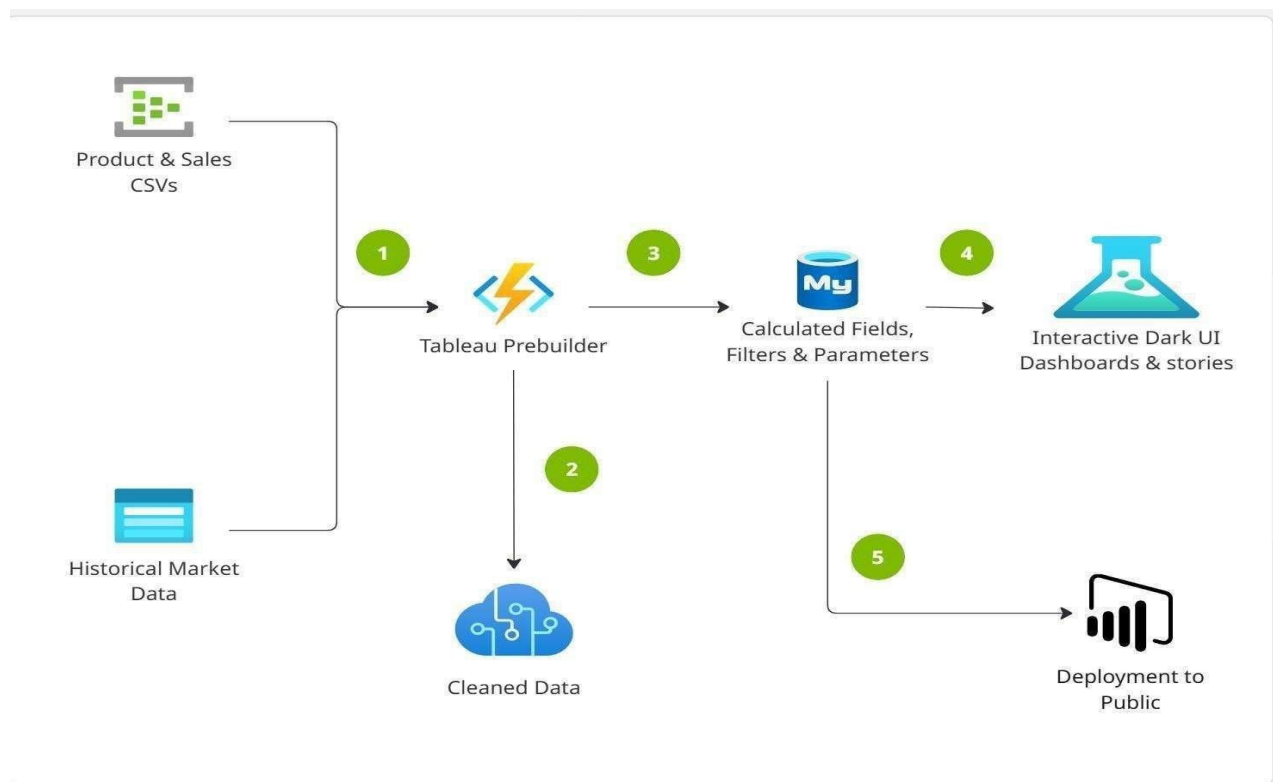 Product & Sales
CSVs
1
3
4
My
Tableau Prebuilder
Calculated Fields,
Filters & Parameters
Interactive Dark UI
Dashboards & stories
2
Historical Market
Data
5
Cleaned Data
Deployment to
Public